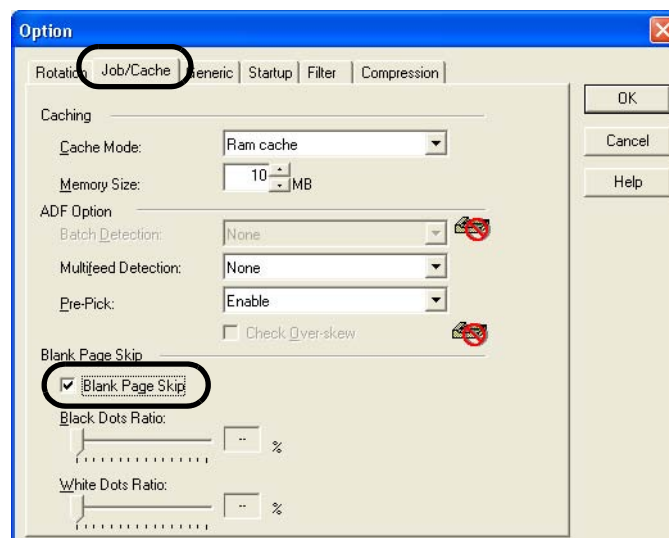 Option
Rotation Job/Cache Generic Startup Filter Compression
OK
Cancel
Help
Caching
Cache Mode: Ram cache
Memory Size: 10 MB
ADF Option
Batch Detection: None
Multifeed Detection: None
Pre-Pick: Enable
Check Over-skew
Blank Page Skip
Blank Page Skip
Black Dots Ratio:
-- %
White Dots Ratio:
-- %